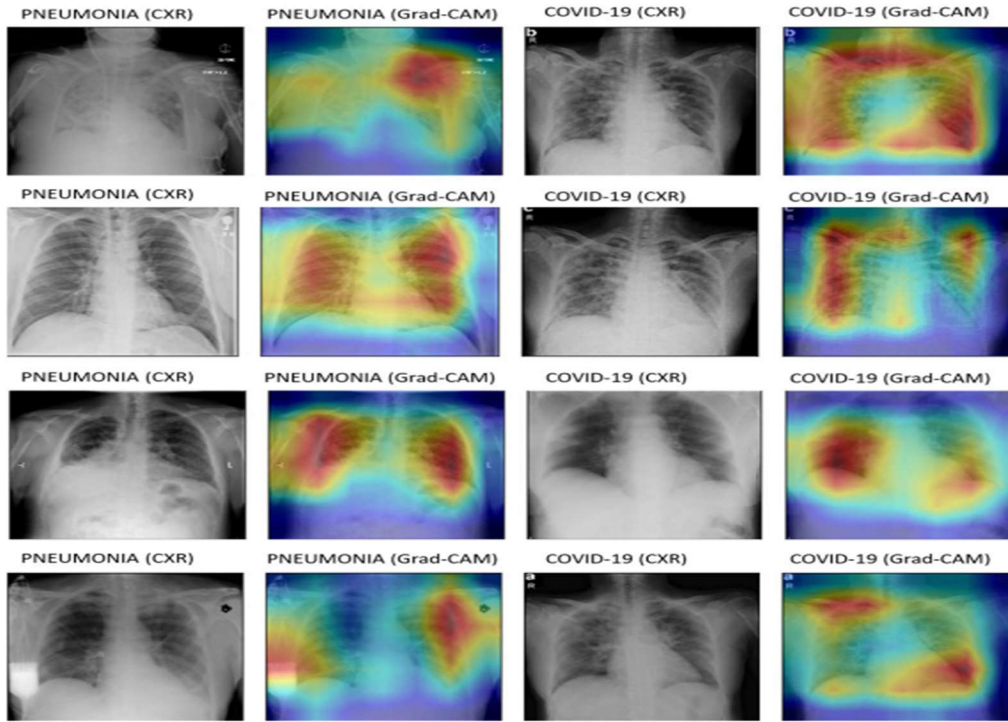 PNEUMONIA (CXR) PNEUMONIA (Grad-CAM) COVID-19 (CXR) COVID-19 (Grad-CAM)
b b
R R
PNEUMONIA (CXR) PNEUMONIA (Grad-CAM) COVID-19 (CXR) COVID-19 (Grad-CAM)
C C
R R
PNEUMONIA (CXR) PNEUMONIA (Grad-CAM) COVID-19 (CXR) COVID-19 (Grad-CAM)
L L
PNEUMONIA (CXR) PNEUMONIA (Grad-CAM) COVID-19 (CXR) COVID-19 (Grad-CAM)
a a
R R